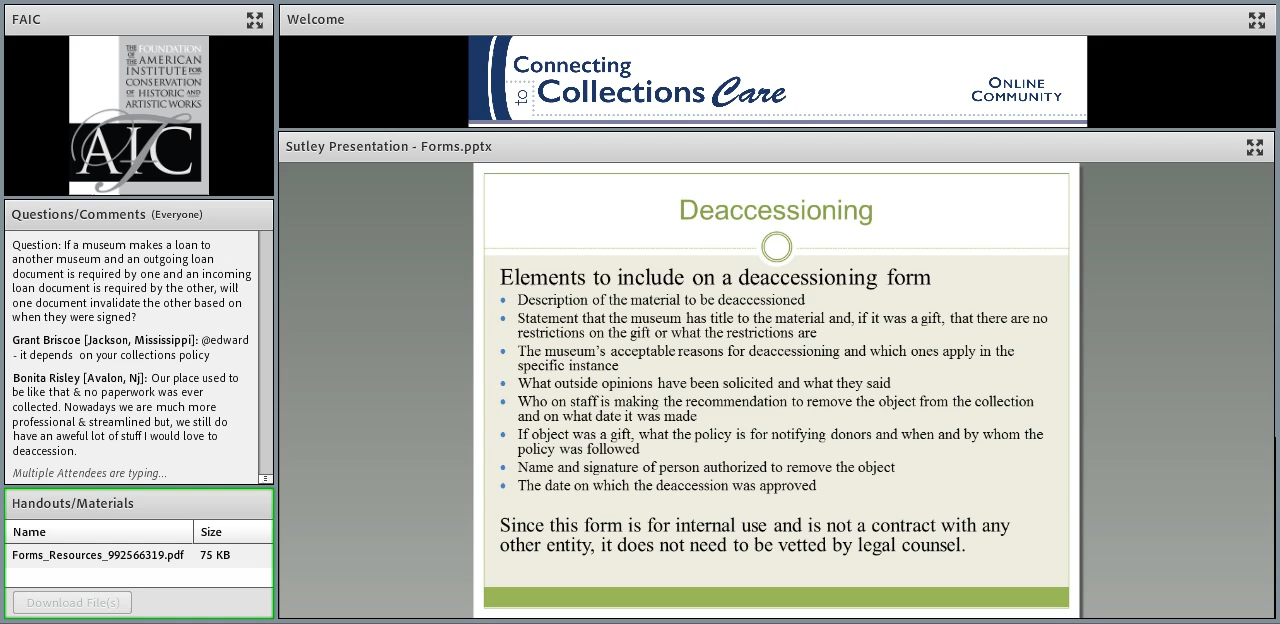 FAIC
THE FOUNDATION
OF THE AMERICAN
INSTITUTE FOR
CONSERVATION
OF HISTORIC AND
ARTISTIC WORKS
AIC
Questions/Comments (Everyone)
Question: If a museum makes a loan to
another museum and an outgoing loan
document is required by one and an incoming
loan document is required by the other, will
one document invalidate the other based on
when they were signed?
Grant Briscoe [Jackson, Mississippi]: @edward
- it depends on your collections policy
Bonita Risley [Avalon, Nj]: Our place used to
be like that & no paperwork was ever
collected. Nowadays we are much more
professional & streamlined but, we still do
have an aweful lot of stuff I would love to
deaccession.
Multiple Attendees are typing...
Handouts/Materials
Name Size
Forms_Resources_992566319.pdf 75 KB
Download File(s)
Welcome
Connecting
to Collections Care
ONLINE
COMMUNITY
Sutley Presentation - Forms.pptx
Deaccessioning
Elements to include on a deaccessioning form
• Description of the material to be deaccessioned
• Statement that the museum has title to the material and, if it was a gift, that there are no
restrictions on the gift or what the restrictions are
• The museum's acceptable reasons for deaccessioning and which ones apply in the
specific instance
• What outside opinions have been solicited and what they said
• Who on staff is making the recommendation to remove the object from the collection
and on what date it was made
• If object was a gift, what the policy is for notifying donors and when and by whom the
policy was followed
• Name and signature of person authorized to remove the object
• The date on which the deaccession was approved
Since this form is for internal use and is not a contract with any
other entity, it does not need to be vetted by legal counsel.